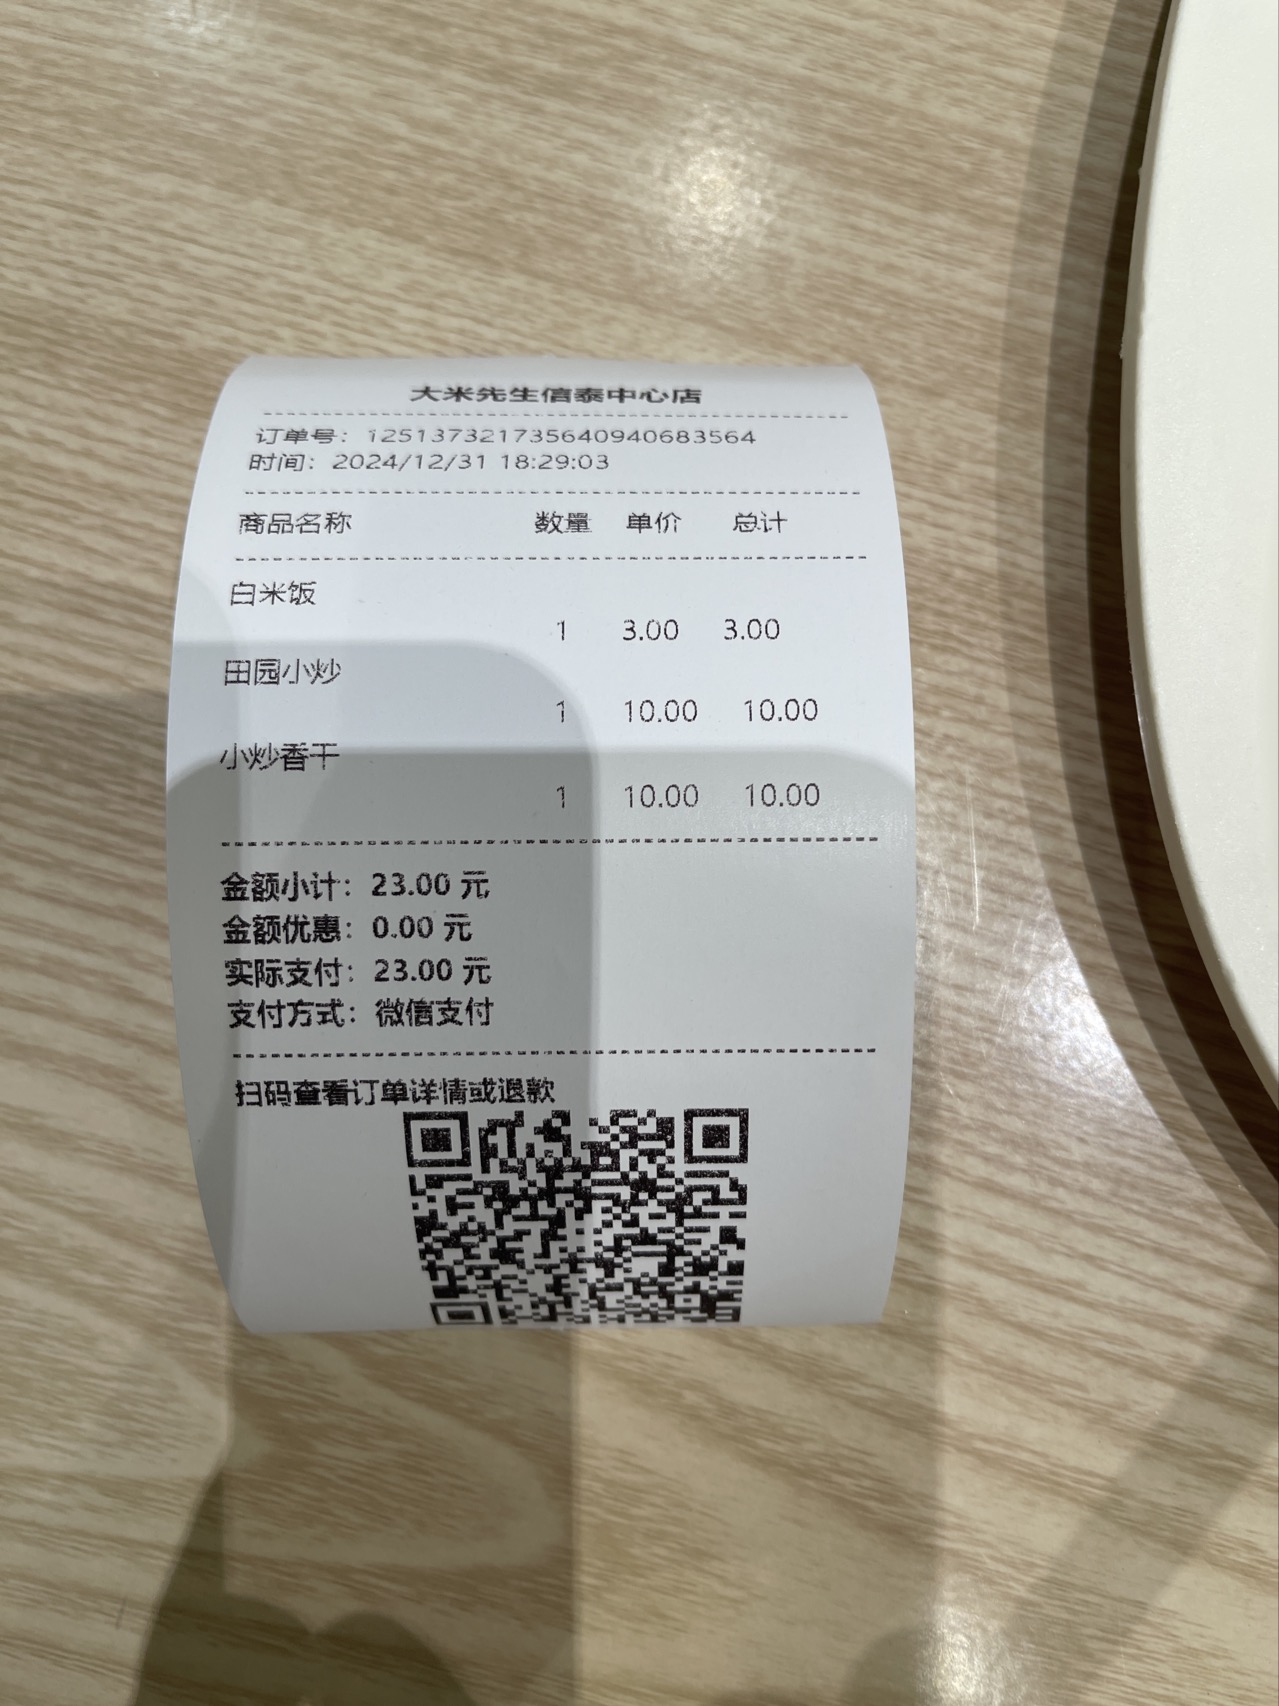 大米先生信泰中心店
订单号：1251373217356409406​83564
时间：2024/12/31 18:29:03
商品名称 数量 单价 总计
白米饭
1 3.00 3.00
田园小炒
1 10.00 10.00
小炒香干
1 10.00 10.00
金额小计：23.00 元
金额优惠：0.00 元
实际支付：23.00 元
支付方式：微信支付
扫码查看订单详情或退款